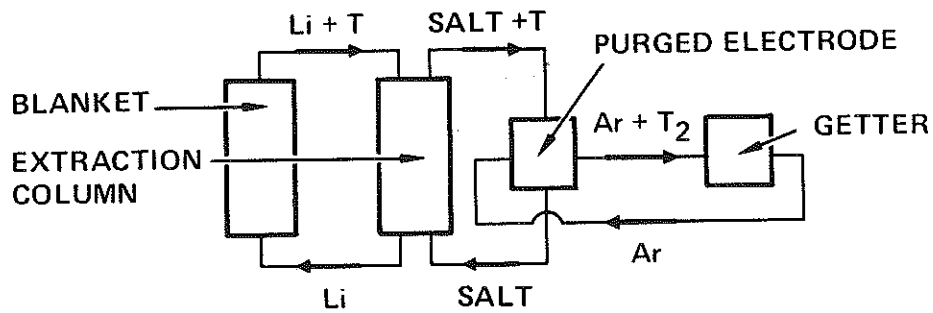 Li + T
SALT + T
PURGED ELECTRODE
BLANKET
Ar + T₂
GETTER
EXTRACTION
COLUMN
Li
SALT
Ar